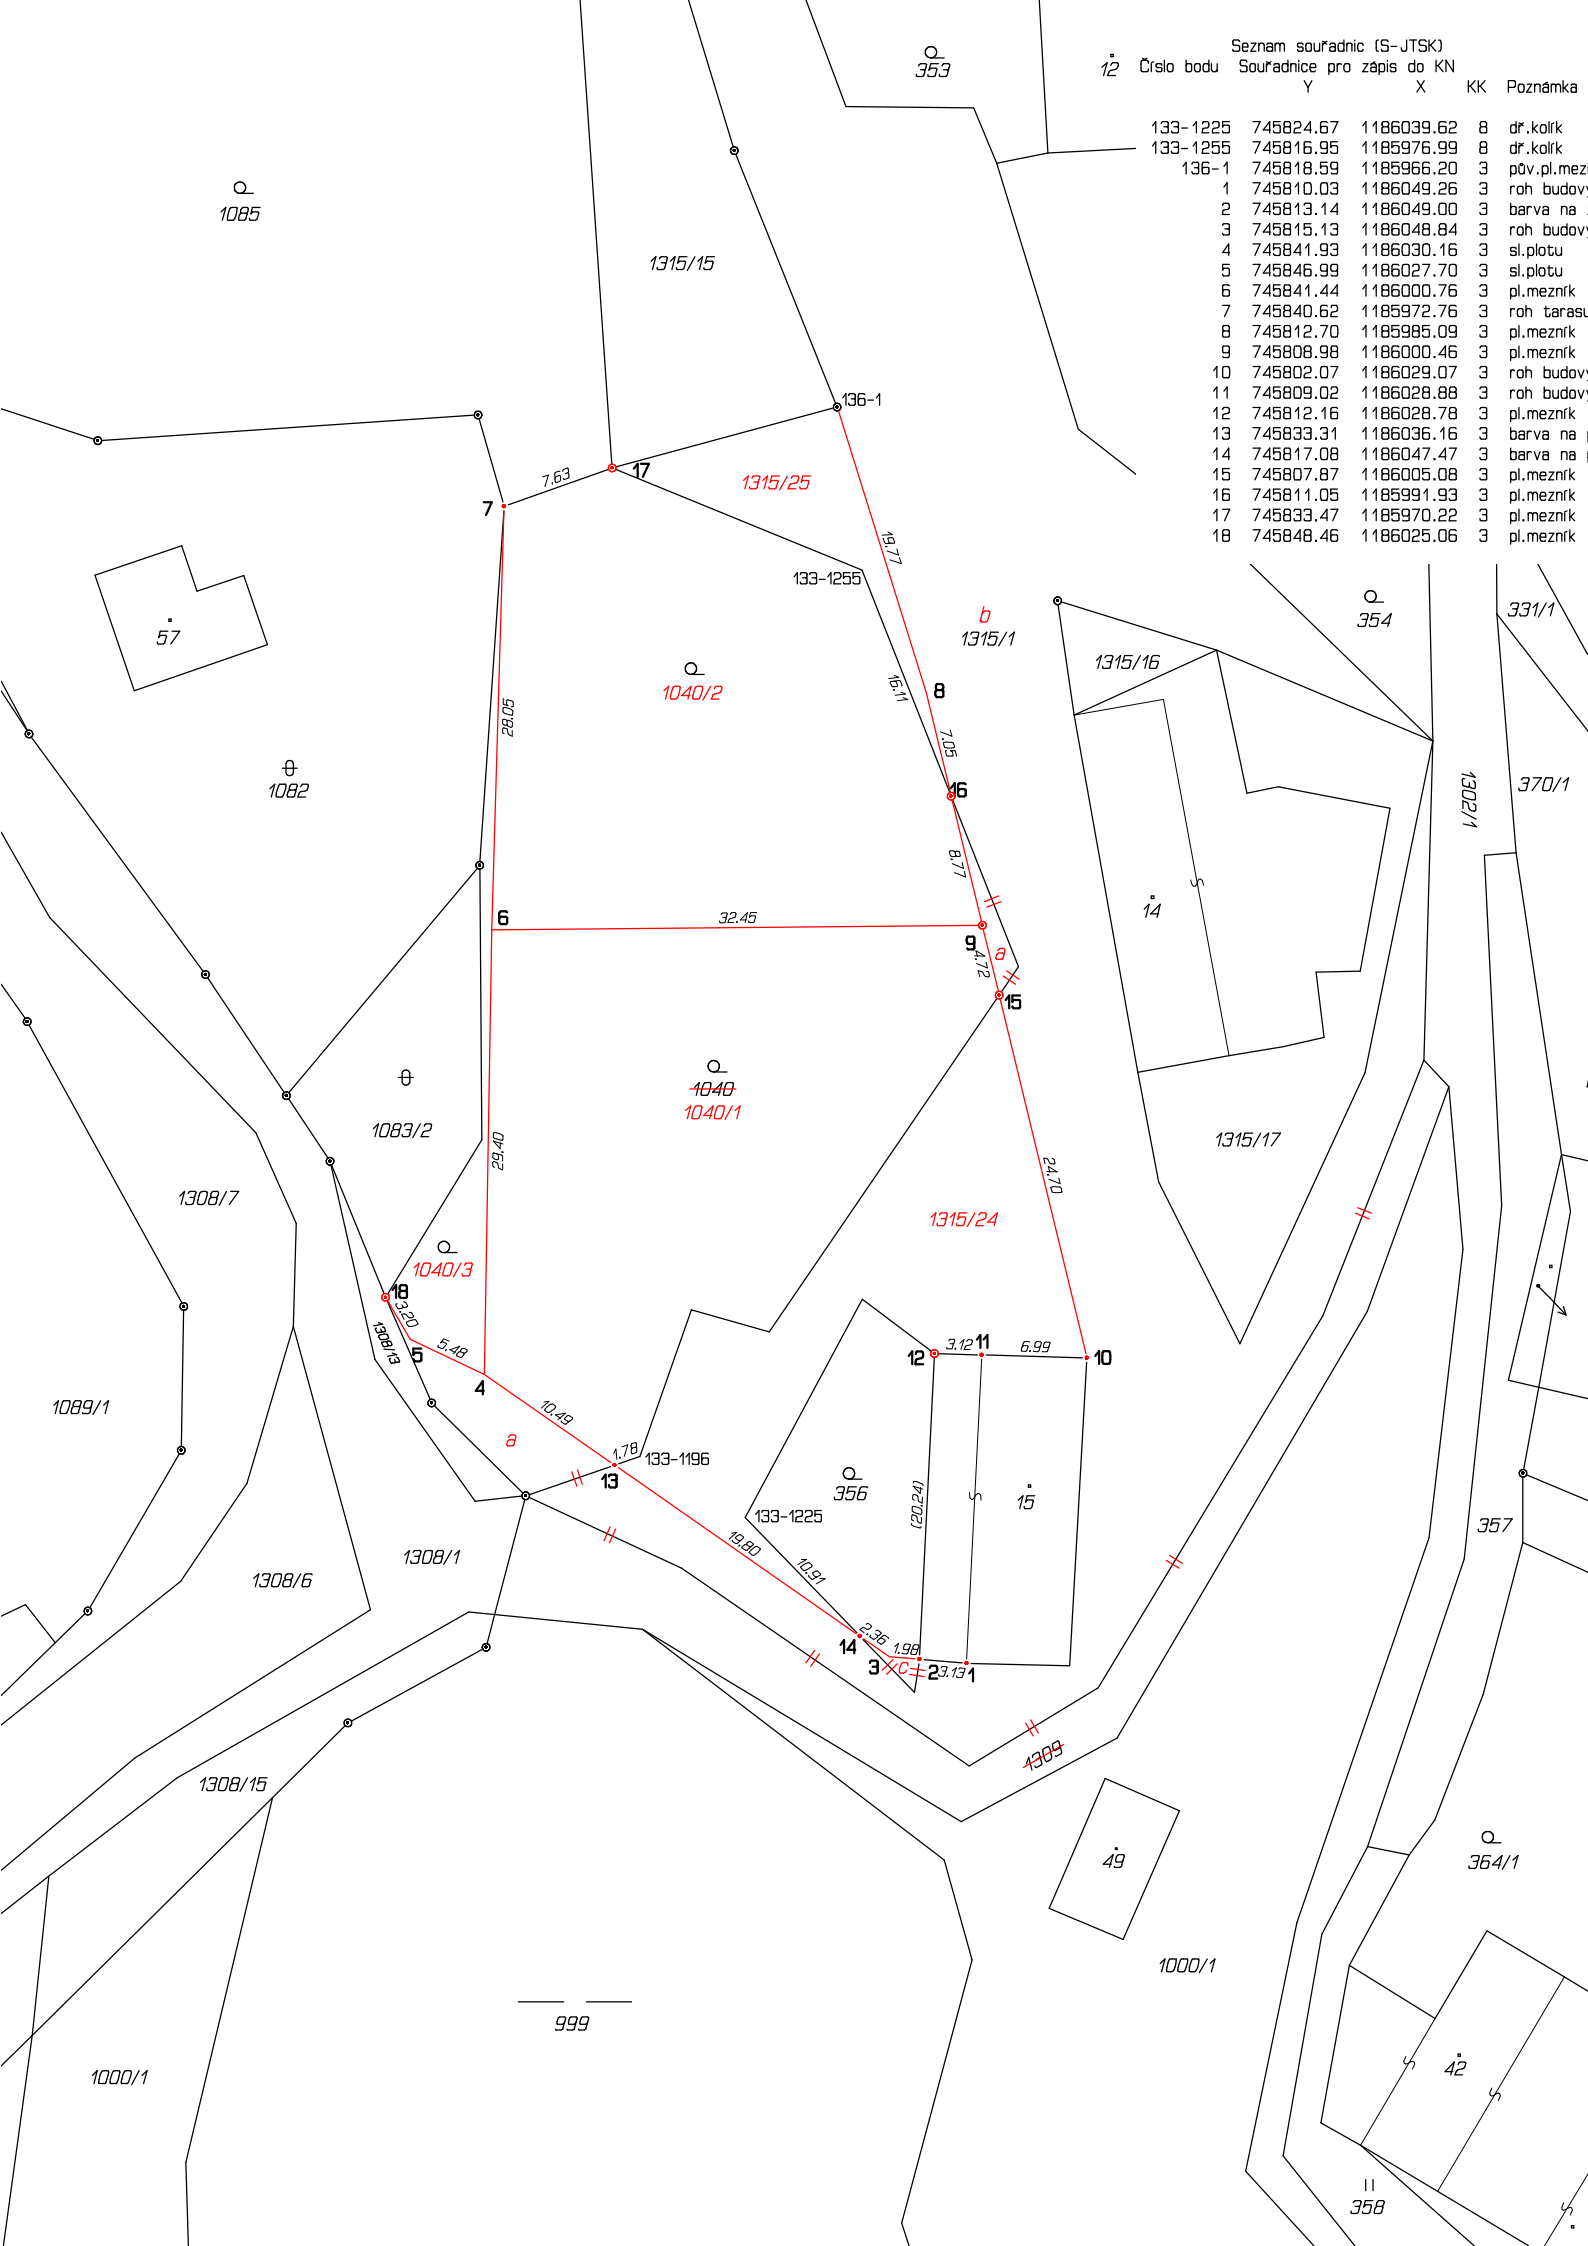 Seznam souřadnic (S-JTSK)
Číslo bodu Souřadnice pro zápis do KN
Y X KK Poznámka
133-1225 745824.67 1186039.62 8 dř.kolík
133-1255 745816.95 1185976.99 8 dř.kolík
136-1 745818.59 1185966.20 3 pův.pl.mez
1 745810.03 1186049.26 3 roh budovy
2 745813.14 1186049.00 3 barva na
3 745815.13 1186048.84 3 roh budovy
4 745841.93 1186030.16 3 sl.plotu
5 745846.99 1186027.70 3 sl.plotu
6 745841.44 1186000.76 3 pl.mezník
7 745840.62 1185972.76 3 roh tarasu
8 745812.70 1185985.09 3 pl.mezník
9 745808.98 1186000.46 3 pl.mezník
10 745802.07 1186029.07 3 roh budovy
11 745809.02 1186028.88 3 roh budovy
12 745812.16 1186028.78 3 pl.mezník
13 745833.31 1186036.16 3 barva na
14 745817.08 1186047.47 3 barva na
15 745807.87 1186005.08 3 pl.mezník
16 745811.05 1185991.93 3 pl.mezník
17 745833.47 1185970.22 3 pl.mezník
18 745848.46 1186025.06 3 pl.mezník
353
12
1085
1315/15
136-1
17
7.63
1315/25
7
19.77
133-1255
b
1315/1
354
331/1
57
1315/16
1040/2
16.11
8
28.05
7.05
1082
16
1302/1
370/1
8.77
14
6
32.45
9
a
4.72
15
1040
1040/1
1083/2
29.40
1315/17
24.70
1308/7
1315/24
1040/3
18
3.20
1308/13
5
5.48
4
12
3.12
11
6.99
10
1089/1
10.49
a
1.78
133-1196
13
356
15
(20.24)
133-1225
357
19.80
10.91
1308/1
1308/6
14
2.36
1.98
3
c
2
3.13
1
1309
1308/15
49
364/1
1000/1
999
42
1000/1
358